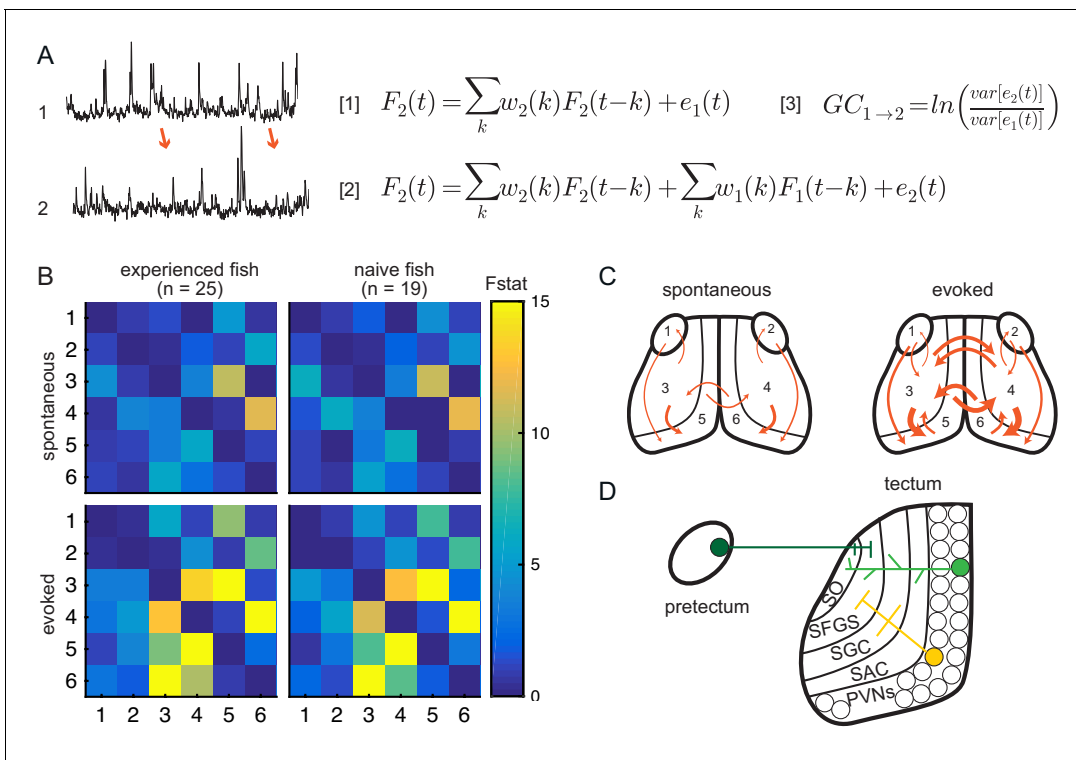 A
1
2
[1] F₂(t) = ∑ₖ w₂(k)F₂(t−k) + e₁(t)
[3] GC₁→₂ = ln(var[e₂(t)] / var[e₁(t)])
[2] F₂(t) = ∑ₖ w₂(k)F₂(t−k) + ∑ₖ w₁(k)F₁(t−k) + e₂(t)
B
experienced fish
(n = 25)
naive fish
(n = 19)
Fstat
15
10
5
0
spontaneous
1
2
3
4
5
6
evoked
1
2
3
4
5
6
1 2 3 4 5 6
1 2 3 4 5 6
C
spontaneous
evoked
1 2
3 4
5 6
1 2
3 4
5 6
D
tectum
pretectum
SO
SFGS
SGC
SAC
PVNs